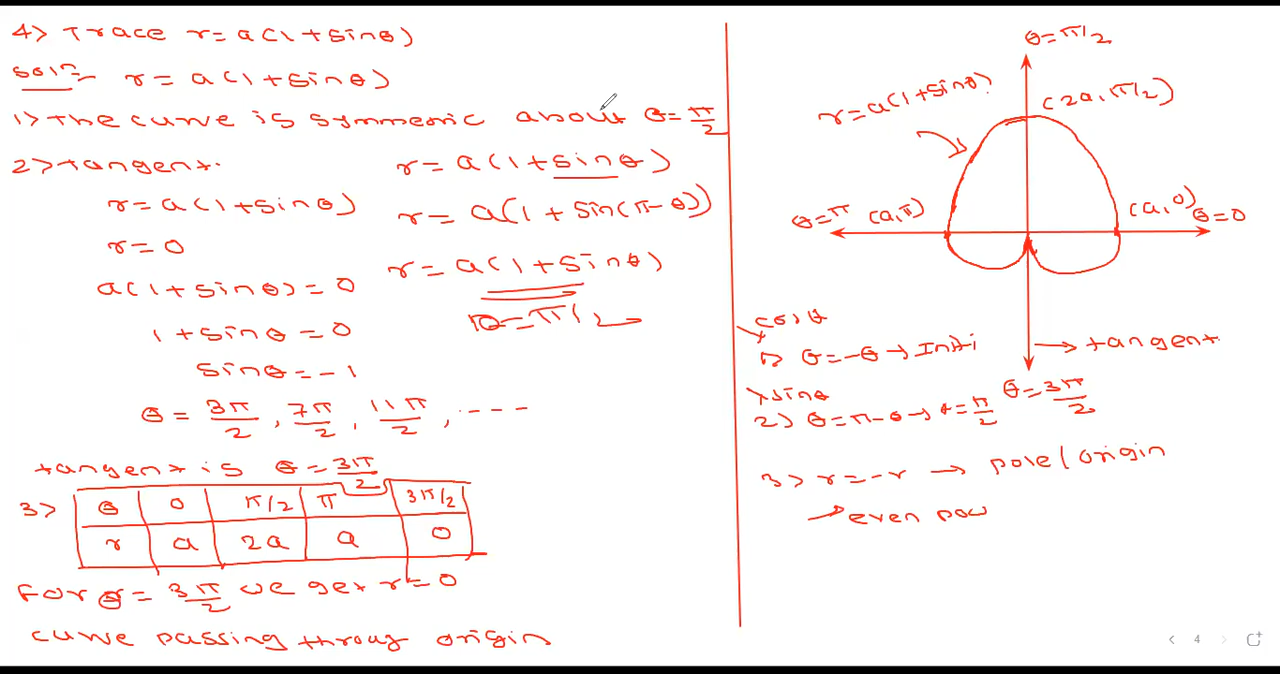 4> Trace r=a(1+sinθ)
Solⁿ r=a(1+sinθ)
1> The curve is symmetric about θ=π/2
2> tangent.
r=a(1+sinθ)
r=0
a(1+sinθ)=0
1+sinθ=0
sinθ=-1
θ=3π/2, 7π/2, 11π/2, ----
tangent is θ=3π/2
r=a(1+sinθ)
r=a(1+sin(π-θ))
r=a(1+sinθ)
θ=π/2
3> θ 0 π/2 π 3π/2
r a 2a a 0
For θ=3π/2 we get r=0
curve passing throug origin
θ=π/2
r=a(1+sinθ)
(2a,π/2)
θ=π (a,π)
(a,0) θ=0
→ tangent
θ=3π/2
cosθ
1> θ=-θ→Initi
→sinθ
2> θ=π-θ→θ=π/2
3> r=-r → pole/origin
→even pow
4